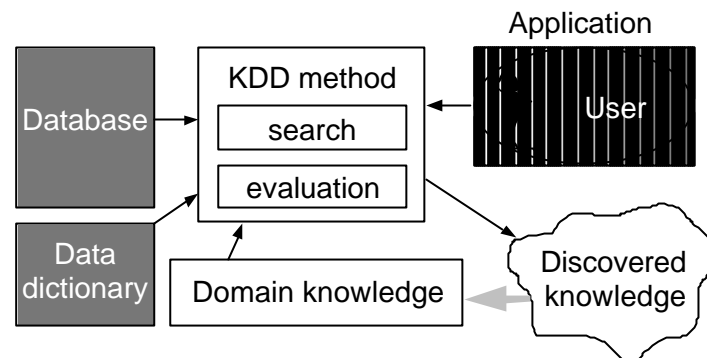 Application
KDD method
Database
User
search
evaluation
Data
dictionary
Domain knowledge
Discovered
knowledge